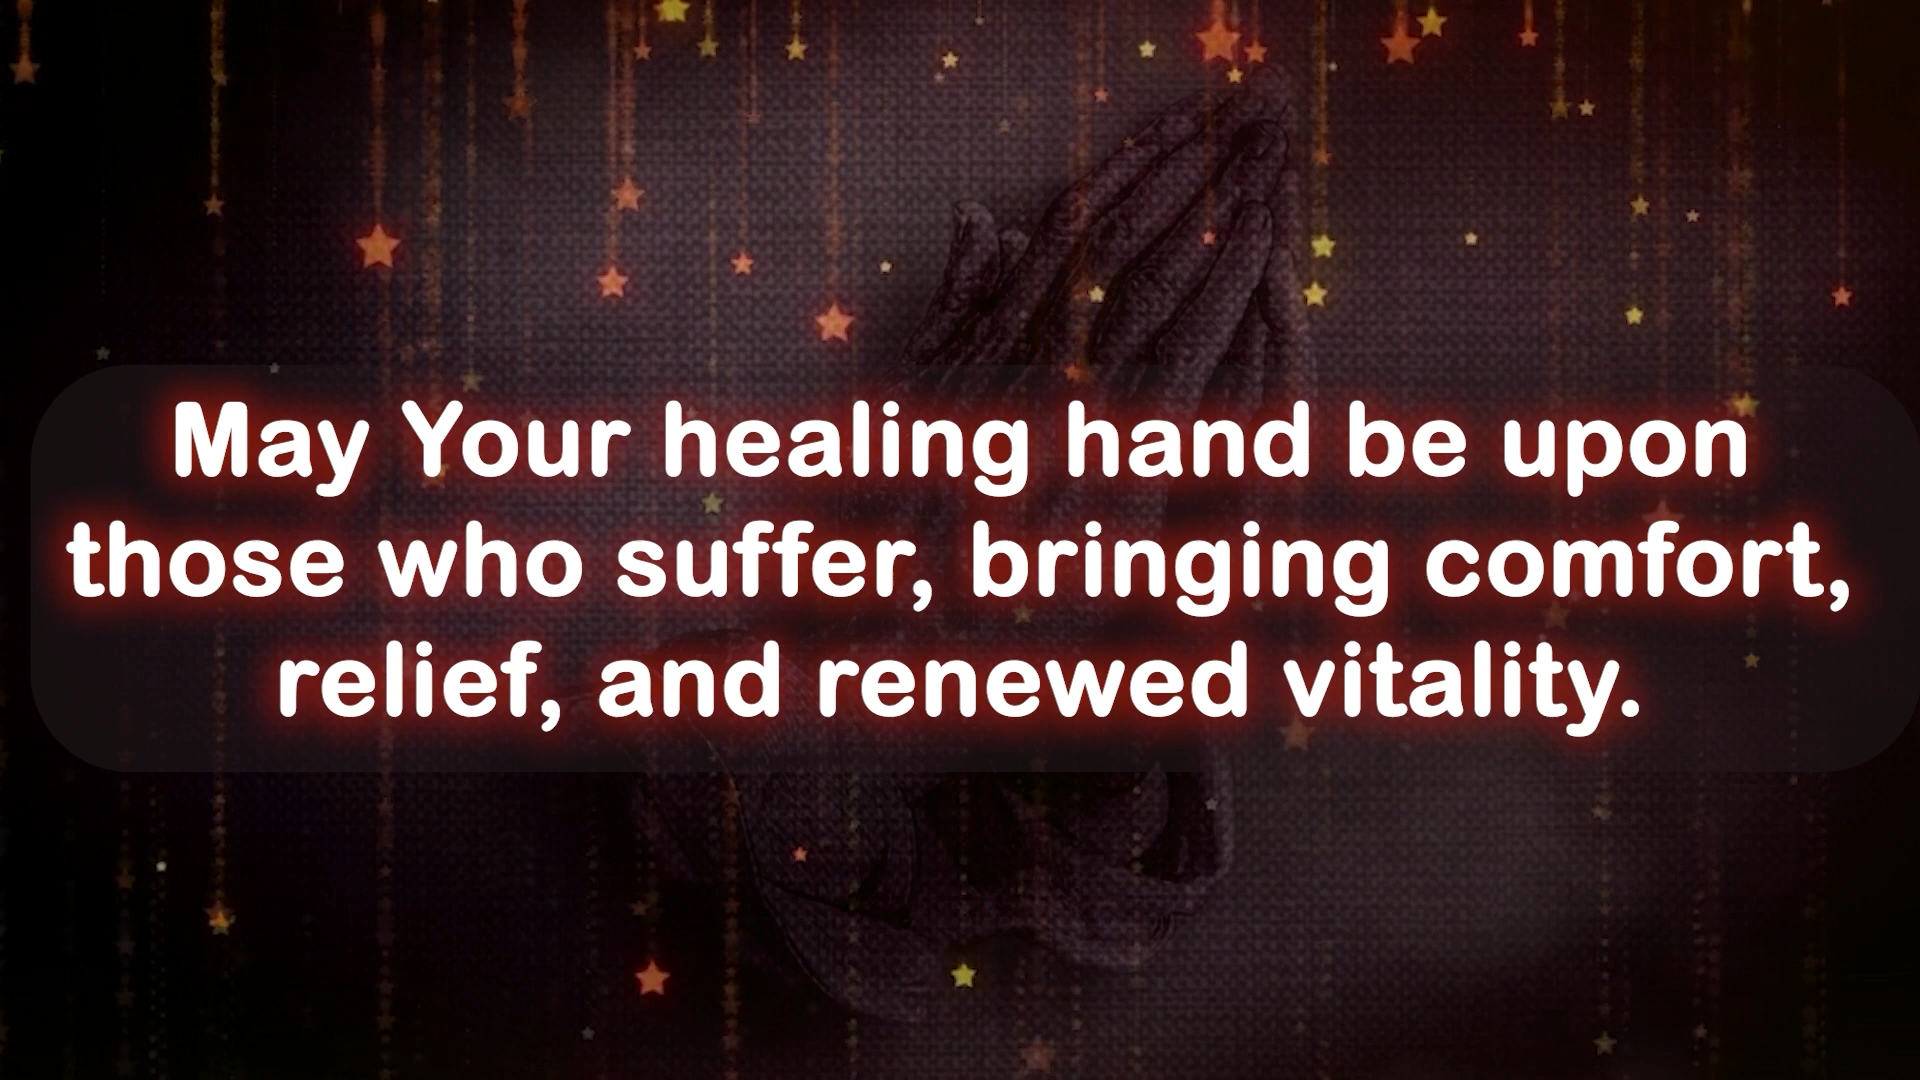 May Your healing hand be upon
those who suffer, bringing comfort,
relief, and renewed vitality.